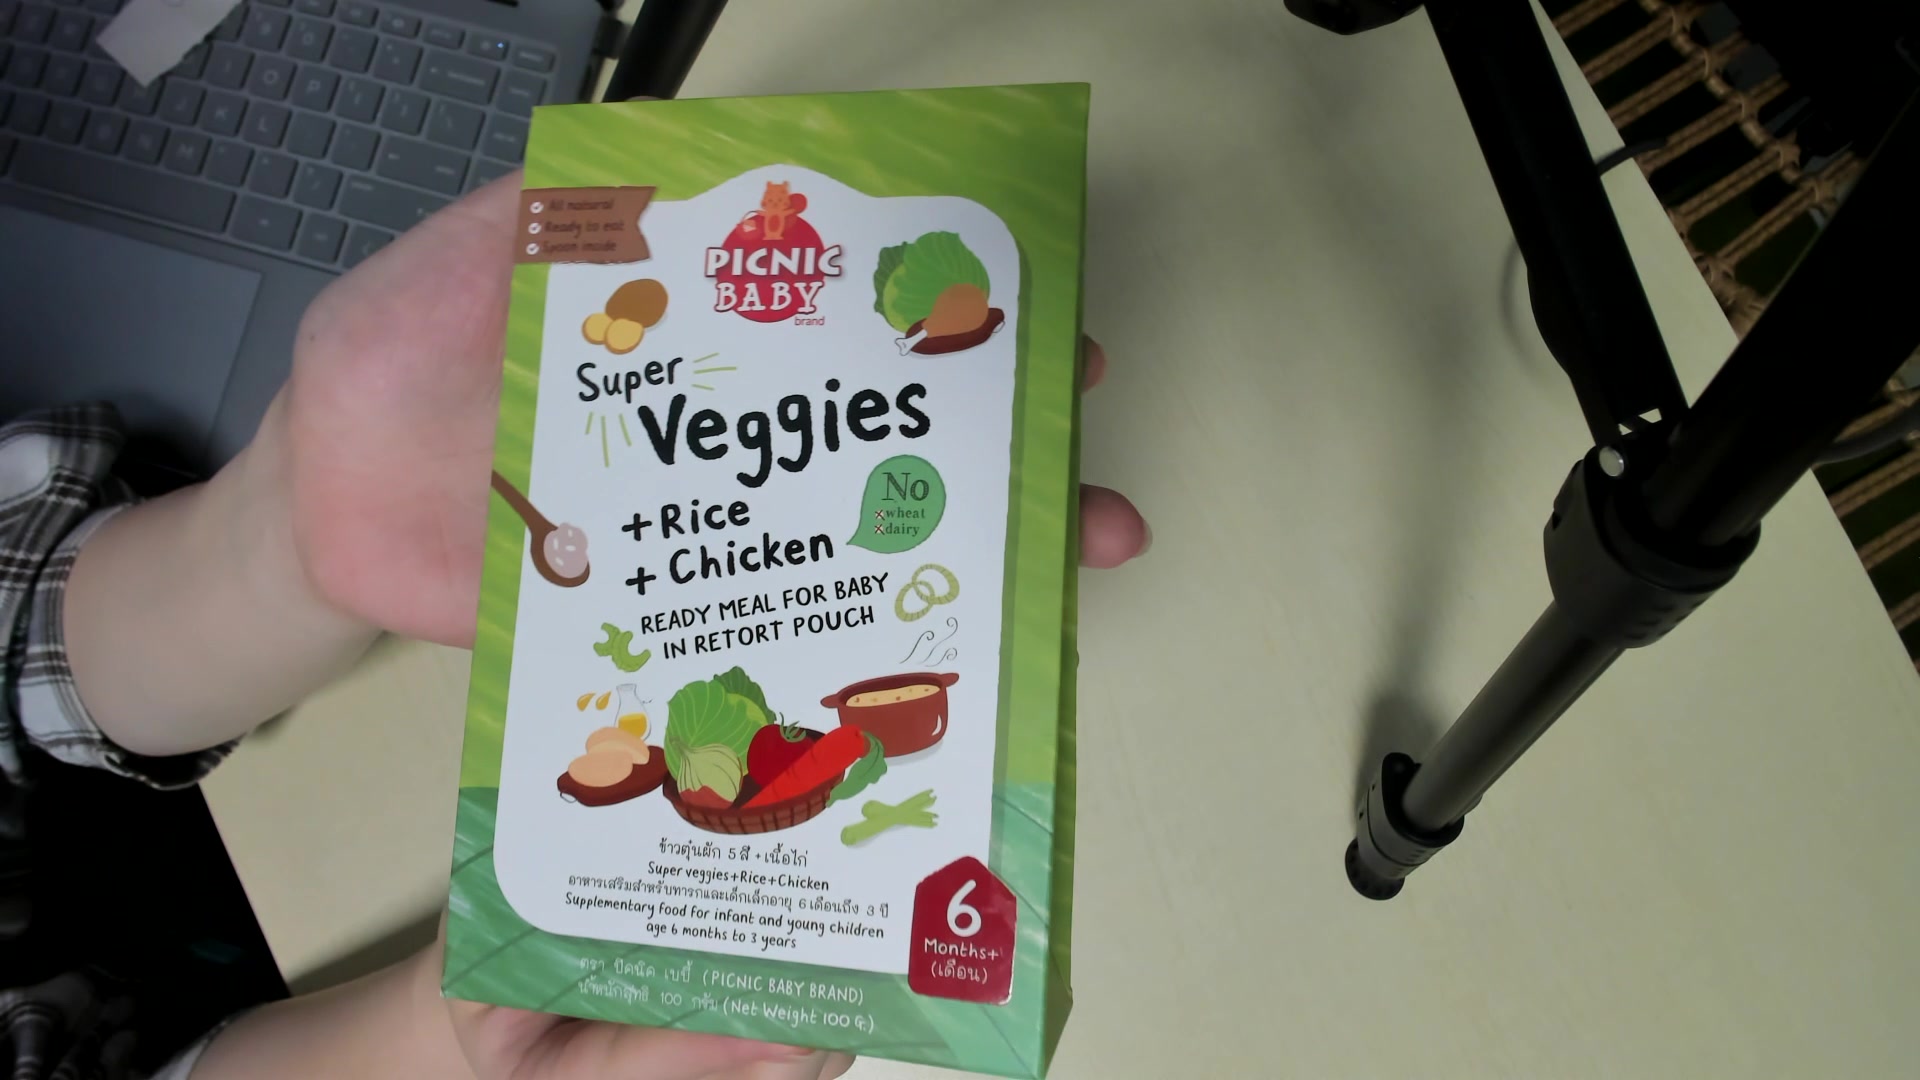 All natural
Ready to eat
Spoon inside
PICNIC
BABY
brand
Super
Veggies
+Rice
+ Chicken
No
wheat
dairy
READY MEAL FOR BABY
IN RETORT POUCH
ข้าวตุ๋นผัก 5 สี + เนื้อไก่
Super veggies+Rice+Chicken
อาหารเสริมสำหรับทารกและเด็กเล็กอายุ 6 เดือนถึง 3 ปี
Supplementary food for infant and young children
age 6 months to 3 years
6
Months+
(เดือน)
ตรา ปิคนิค เบบี้ (PICNIC BABY BRAND)
น้ำหนักสุทธิ 100 กรัม (Net Weight 100 G.)